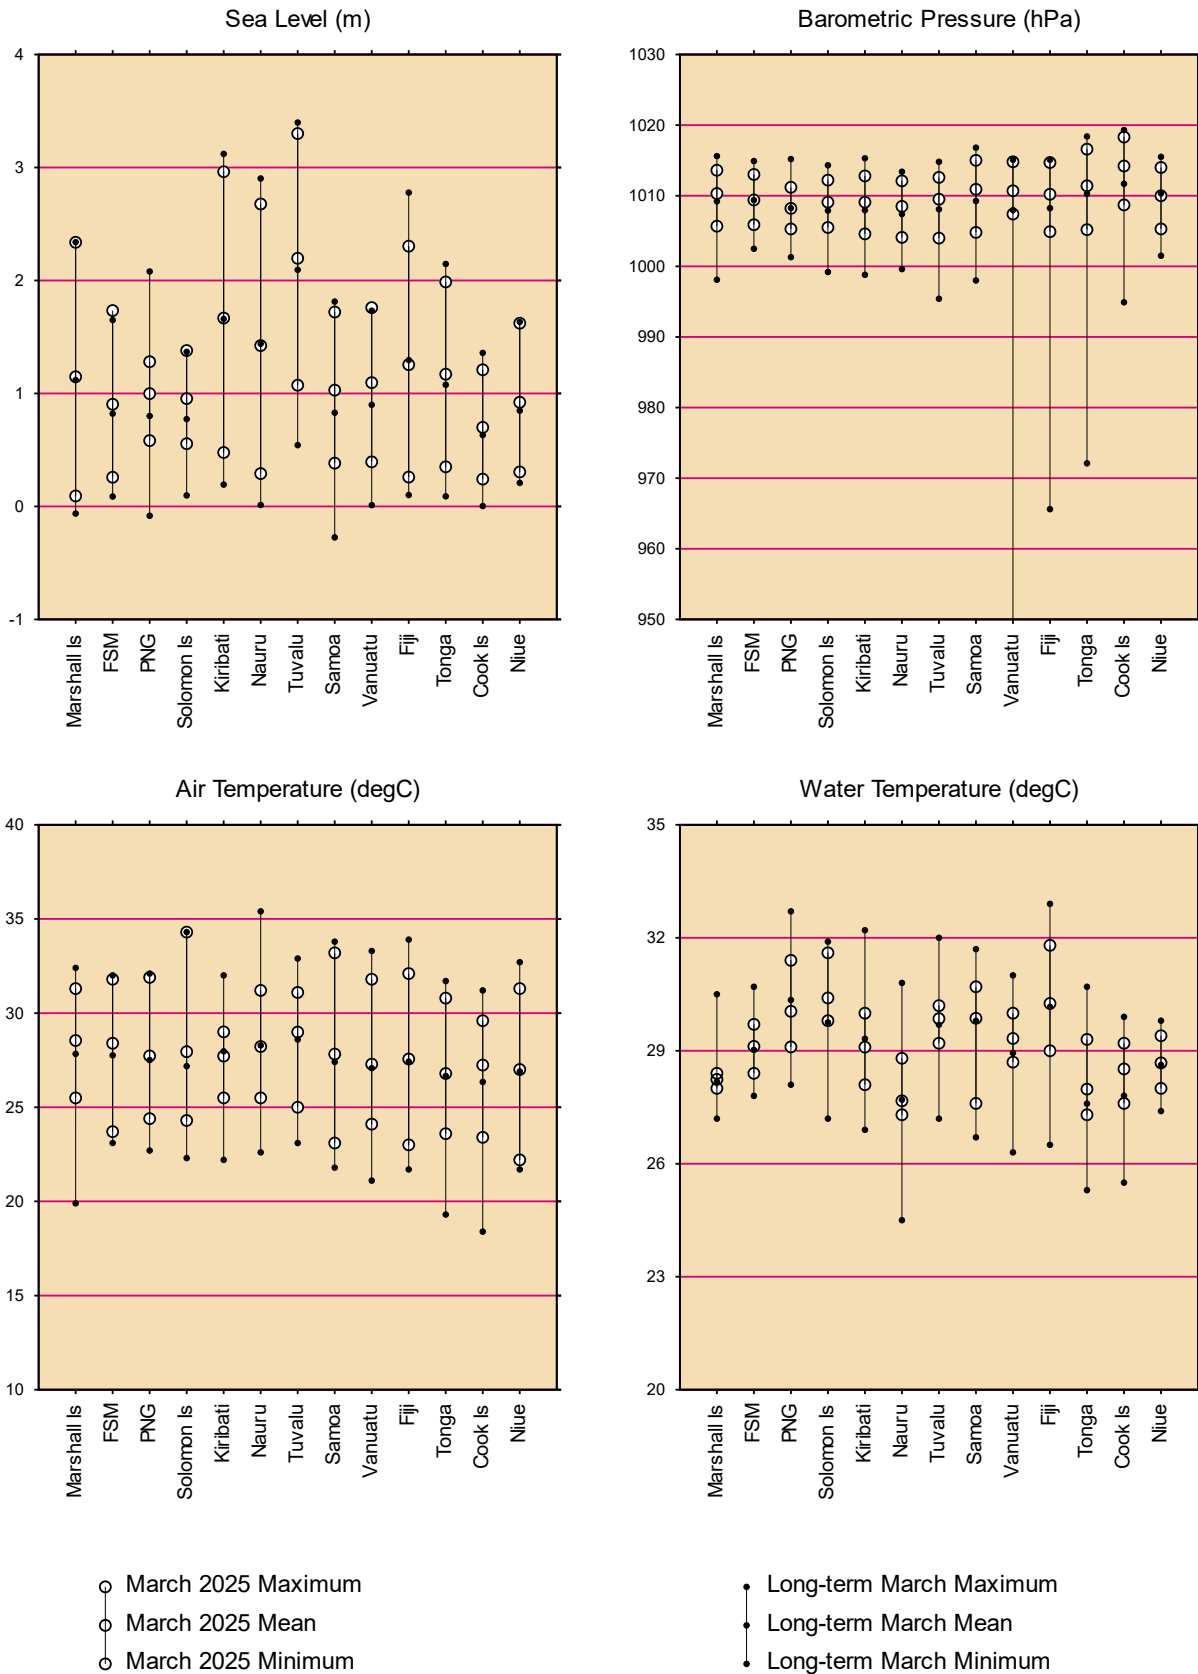 Sea Level (m)
4
3
2
1
0
-1
Marshall Is
FSM
PNG
Solomon Is
Kiribati
Nauru
Tuvalu
Samoa
Vanuatu
Fiji
Tonga
Cook Is
Niue
Barometric Pressure (hPa)
1030
1020
1010
1000
990
980
970
960
950
Marshall Is
FSM
PNG
Solomon Is
Kiribati
Nauru
Tuvalu
Samoa
Vanuatu
Fiji
Tonga
Cook Is
Niue
Air Temperature (degC)
40
35
30
25
20
15
10
Marshall Is
FSM
PNG
Solomon Is
Kiribati
Nauru
Tuvalu
Samoa
Vanuatu
Fiji
Tonga
Cook Is
Niue
Water Temperature (degC)
35
32
29
26
23
20
Marshall Is
FSM
PNG
Solomon Is
Kiribati
Nauru
Tuvalu
Samoa
Vanuatu
Fiji
Tonga
Cook Is
Niue
March 2025 Maximum
March 2025 Mean
March 2025 Minimum
Long-term March Maximum
Long-term March Mean
Long-term March Minimum